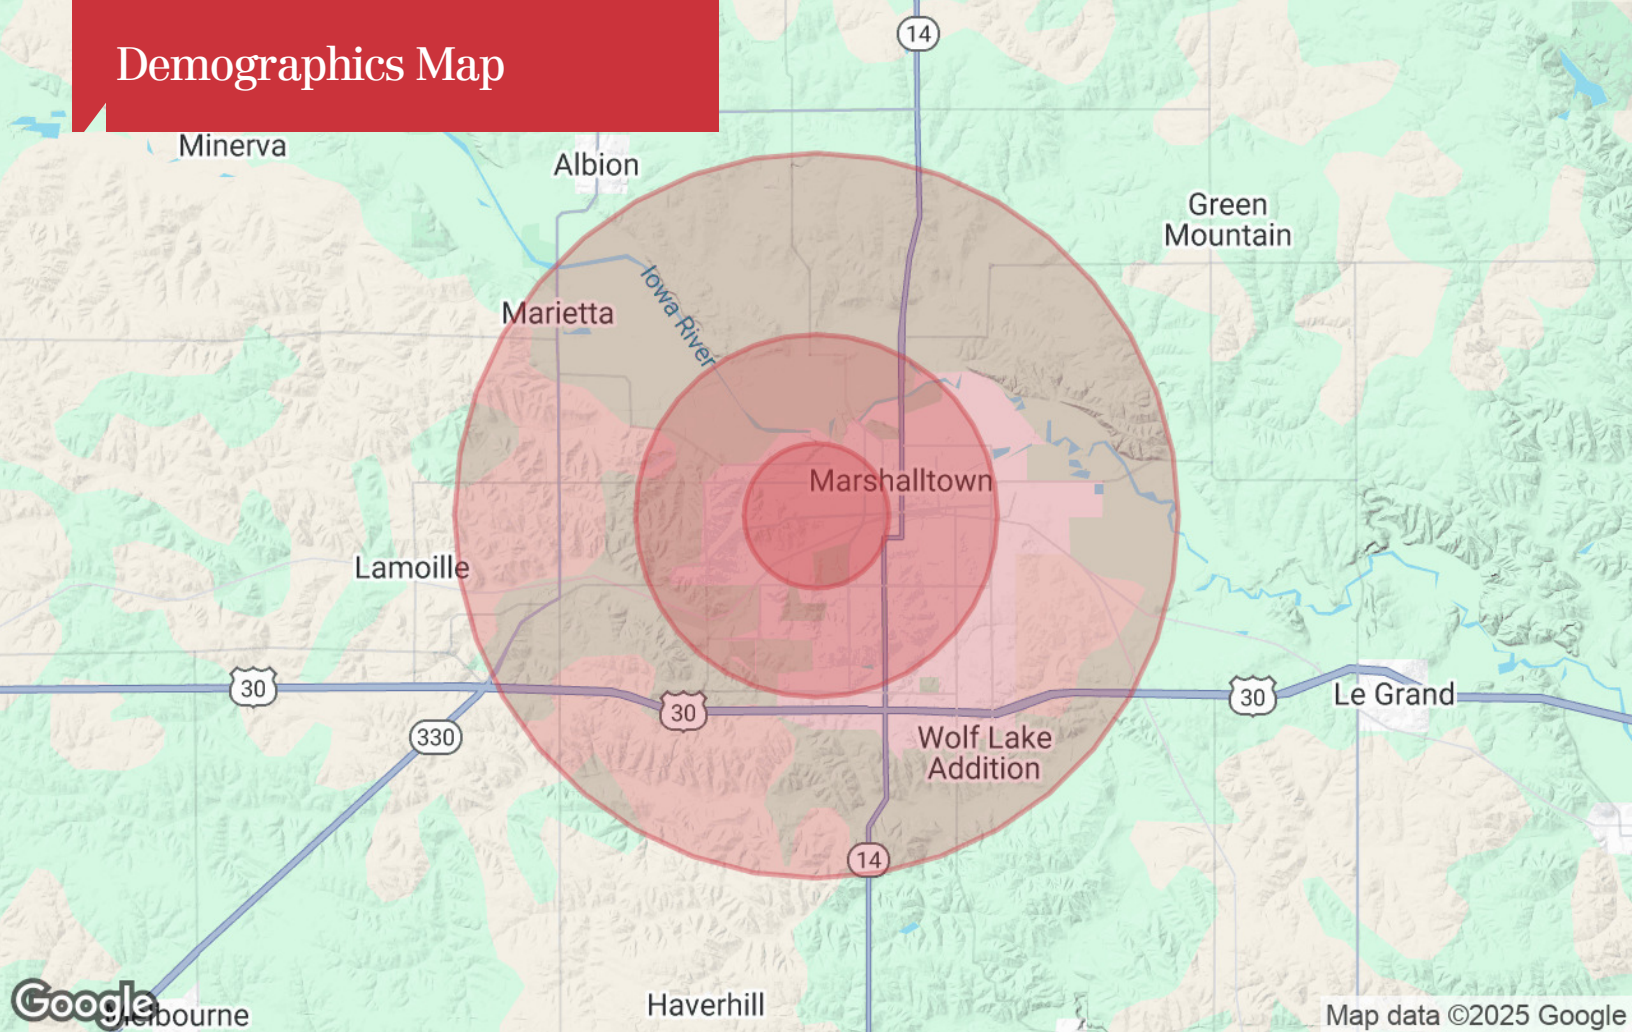 Demographics Map
14
Minerva
Albion
Green
Mountain
Iowa River
Marietta
Marshalltown
Lamoille
30
30
30
Le Grand
330
Wolf Lake
Addition
14
Haverhill
Google
Melbourne
Map data ©2025 Google